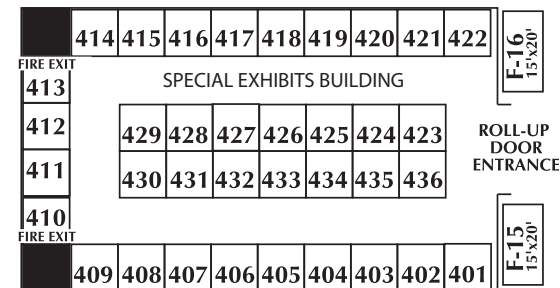 414 415 416 417 418 419 420 421 422
F-16
15'x20'
FIRE EXIT
SPECIAL EXHIBITS BUILDING
413
412
429 428 427 426 425 424 423
ROLL-UP
DOOR
ENTRANCE
411
430 431 432 433 434 435 436
410
FIRE EXIT
F-15
15'x20'
409 408 407 406 405 404 403 402 401